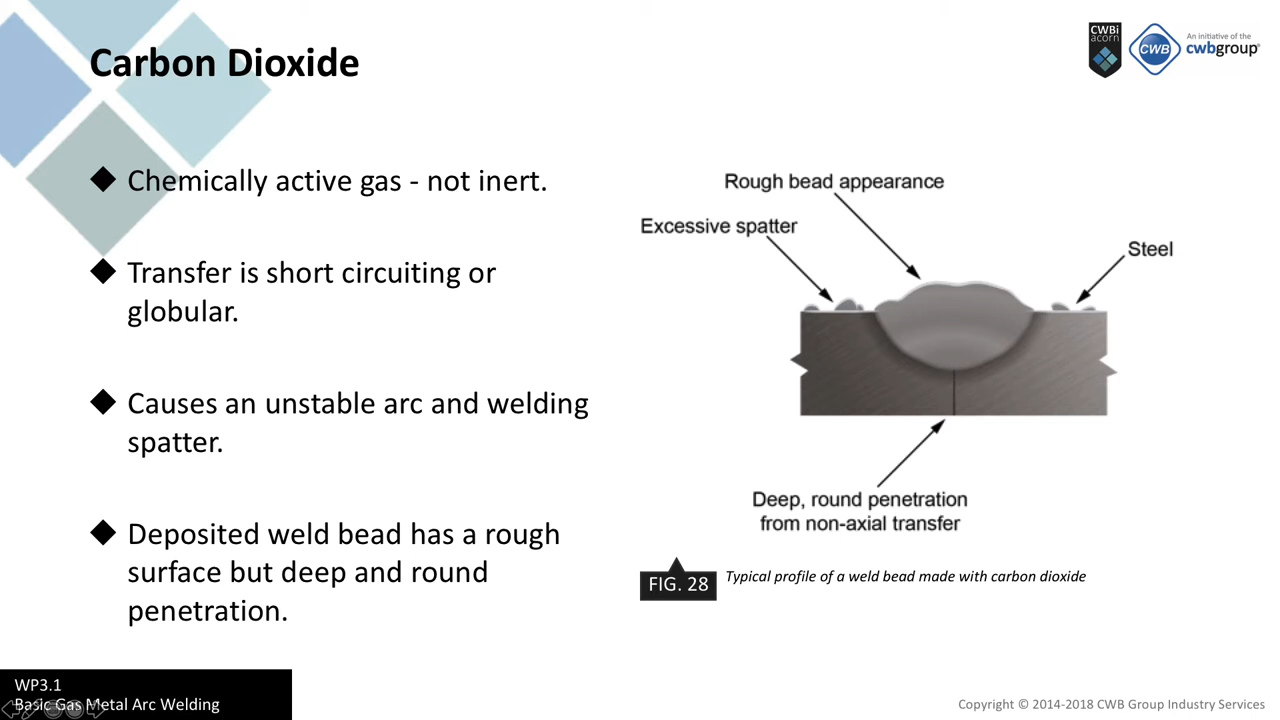 Carbon Dioxide
CWBi
acorn
CWB
An initiative of the
cwbgroup
Chemically active gas - not inert.
Transfer is short circuiting or
globular.
Causes an unstable arc and welding
spatter.
Deposited weld bead has a rough
surface but deep and round
penetration.
Rough bead appearance
Excessive spatter
Steel
Deep, round penetration
from non-axial transfer
FIG. 28
Typical profile of a weld bead made with carbon dioxide
WP3.1
Basic Gas Metal Arc Welding
Copyright © 2014-2018 CWB Group Industry Services